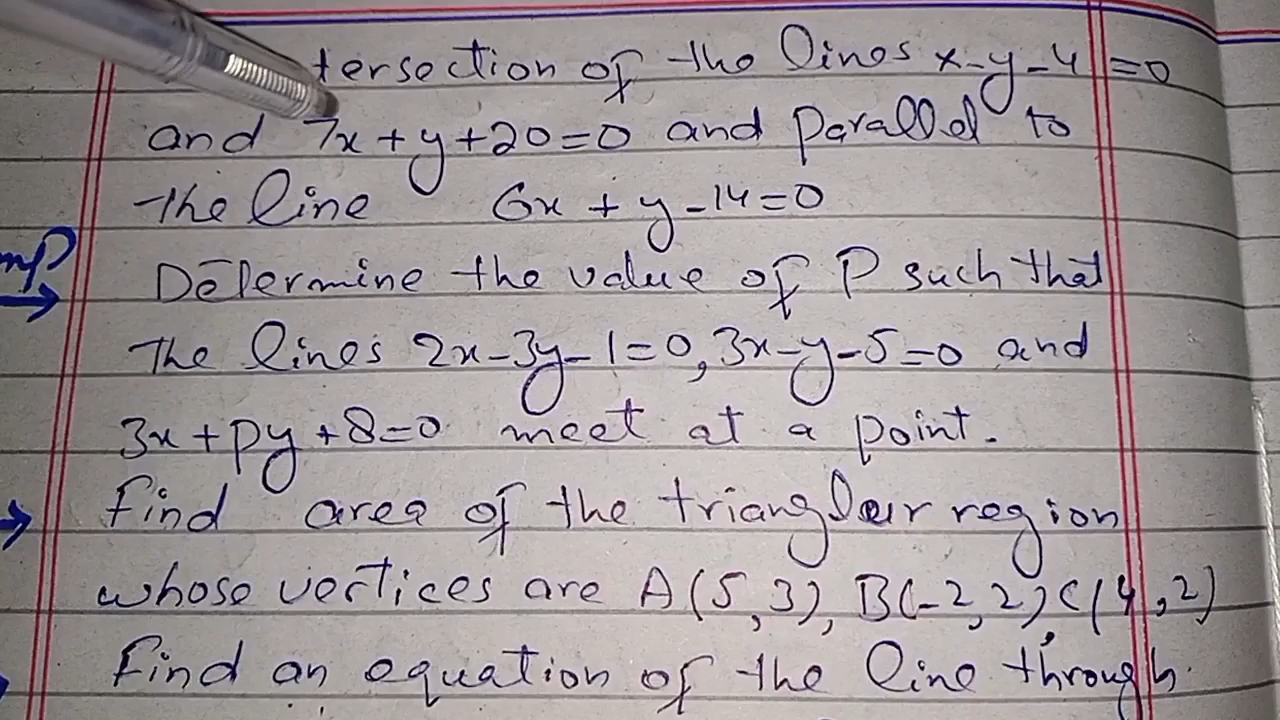 tersection of the lines x-y-4=0
and 7x+y+20=0 and parallel to
the line 6x+y-14=0
Determine the value of P such that
The lines 2x-3y-1=0, 3x-y-5=0 and
3x+py+8=0 meet at a point.
Find area of the trianglular region
whose vertices are A(5,3), B(-2,2), C(4,2)
Find an equation of the line through